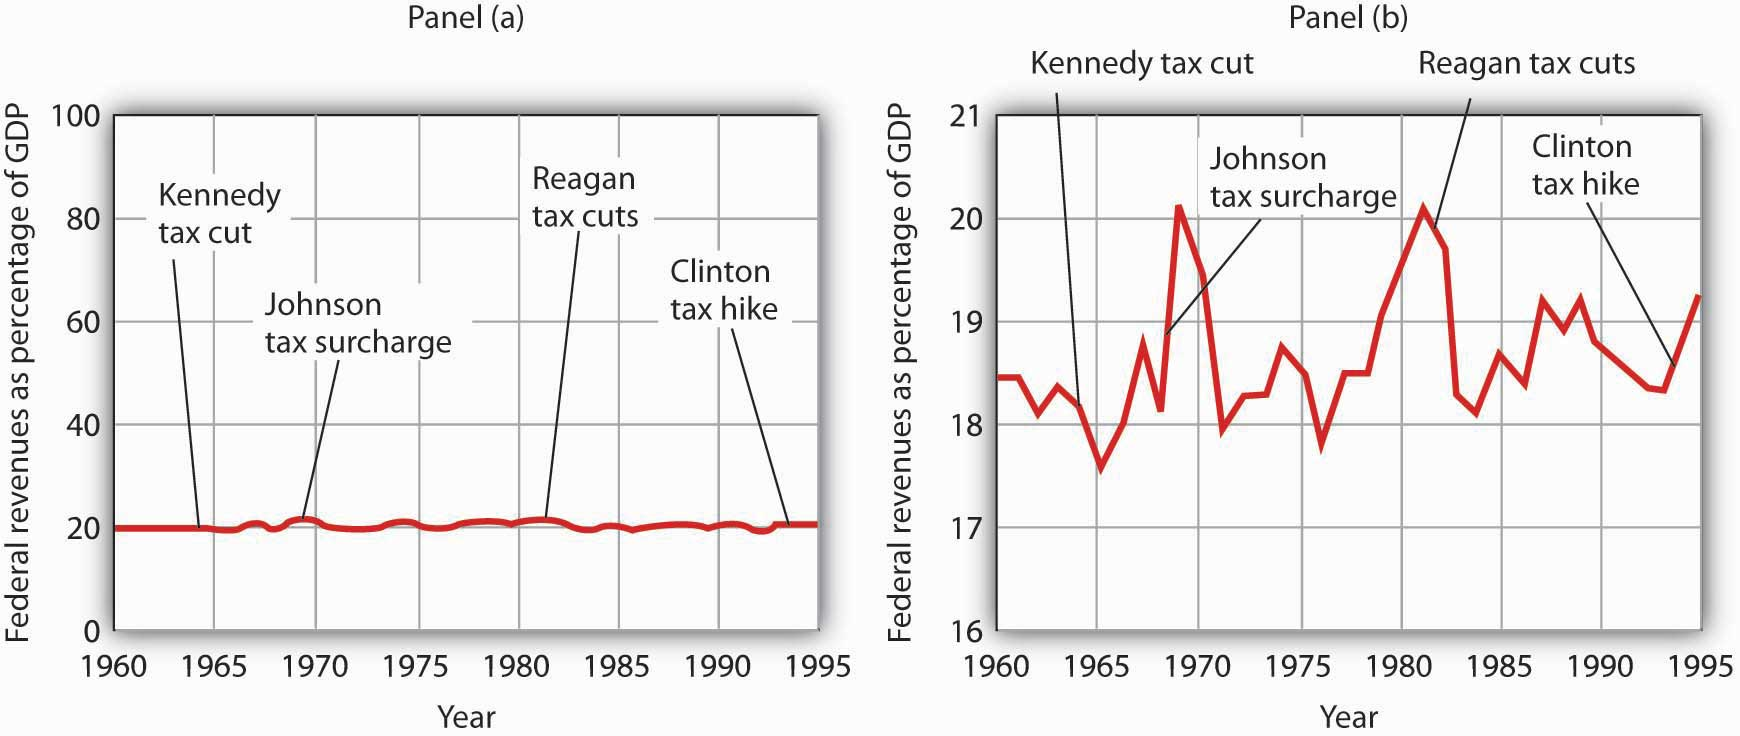 Panel (a)
Federal revenues as percentage of GDP
100
80
60
40
20
0
Kennedy
tax cut
Johnson
tax surcharge
Reagan
tax cuts
Clinton
tax hike
1960 1965 1970 1975 1980 1985 1990 1995
Year
Panel (b)
Kennedy tax cut
Reagan tax cuts
Federal revenues as percentage of GDP
21
20
19
18
17
16
Johnson
tax surcharge
Clinton
tax hike
1960 1965 1970 1975 1980 1985 1990 1995
Year